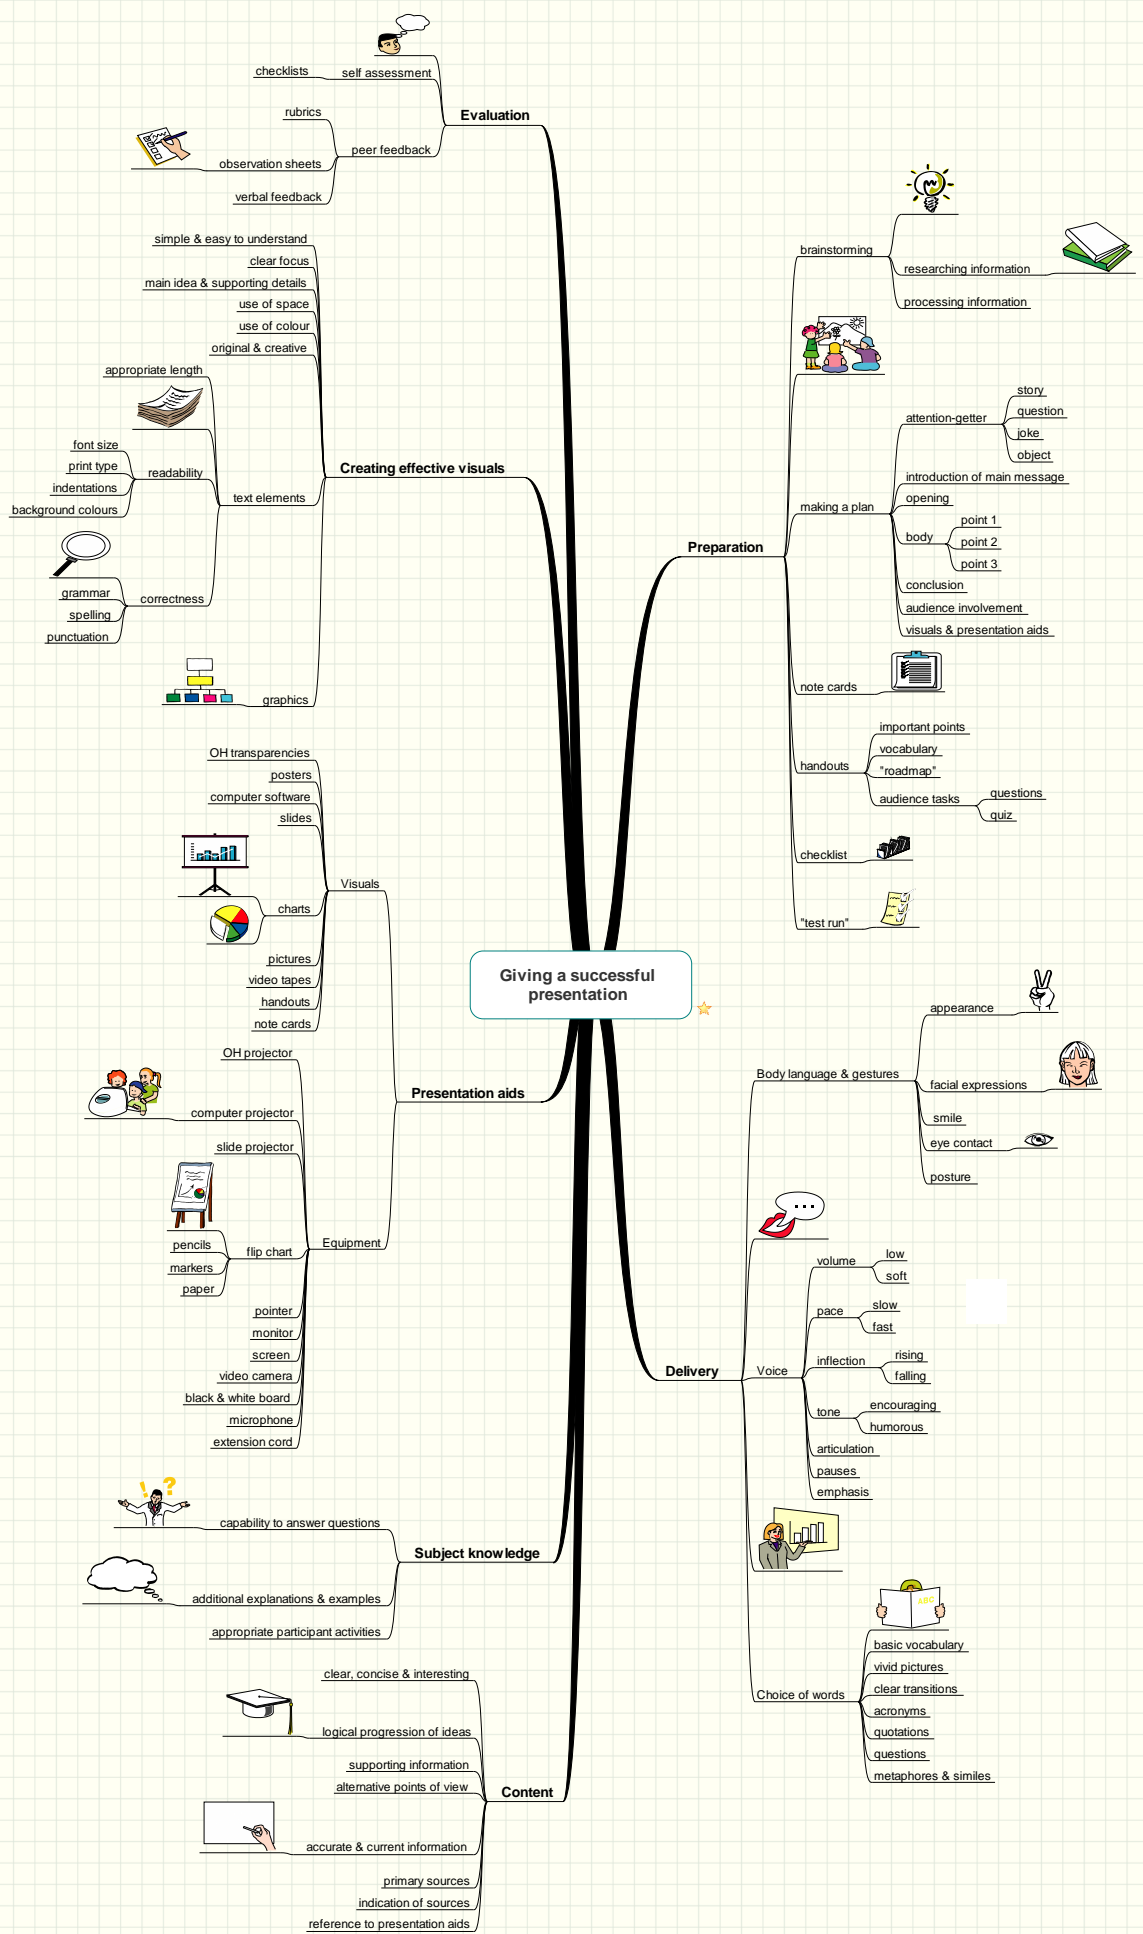 Giving a successful
presentation
Evaluation
self assessment
checklists
peer feedback
rubrics
observation sheets
verbal feedback
Creating effective visuals
simple & easy to understand
clear focus
main idea & supporting details
use of space
use of colour
original & creative
text elements
appropriate length
readability
font size
print type
indentations
background colours
correctness
grammar
spelling
punctuation
graphics
Presentation aids
Visuals
OH transparencies
posters
computer software
slides
charts
pictures
video tapes
handouts
note cards
Equipment
OH projector
computer projector
slide projector
flip chart
pencils
markers
paper
pointer
monitor
screen
video camera
black & white board
microphone
extension cord
Subject knowledge
capability to answer questions
! ?
additional explanations & examples
appropriate participant activities
Content
clear, concise & interesting
logical progression of ideas
supporting information
alternative points of view
accurate & current information
primary sources
indication of sources
reference to presentation aids
Preparation
brainstorming
researching information
processing information
making a plan
attention-getter
story
question
joke
object
introduction of main message
opening
body
point 1
point 2
point 3
conclusion
audience involvement
visuals & presentation aids
note cards
handouts
important points
vocabulary
"roadmap"
audience tasks
questions
quiz
checklist
"test run"
Delivery
Body language & gestures
appearance
facial expressions
smile
eye contact
posture
Voice
volume
low
soft
pace
slow
fast
inflection
rising
falling
tone
encouraging
humorous
articulation
pauses
emphasis
Choice of words
ABC
basic vocabulary
vivid pictures
clear transitions
acronyms
quotations
questions
metaphores & similes